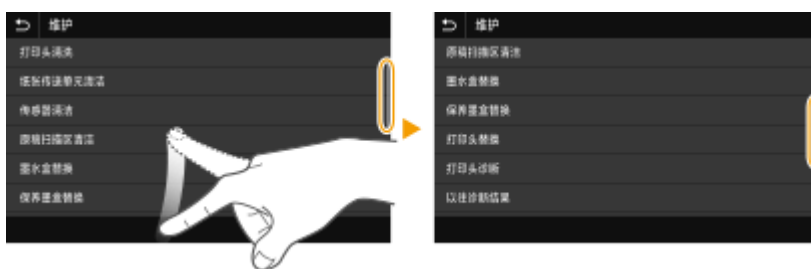 维护
打印头清洗
纸张传送单元清洁
传感器清洁
原稿扫描区清洁
墨水盒替换
保养墨盒替换
维护
原稿扫描区清洁
墨水盒替换
保养墨盒替换
打印头替换
打印头诊断
以往诊断结果